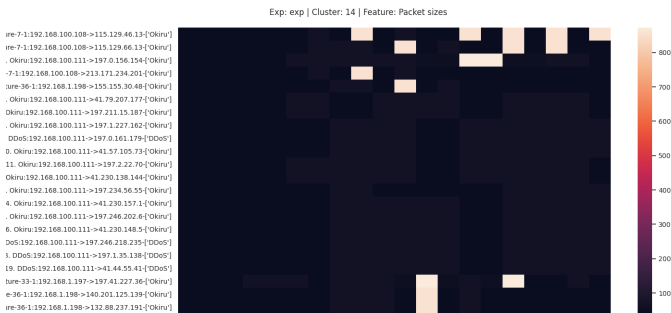 Exp: exp | Cluster: 14 | Feature: Packet sizes
ure-7-1:192.168.100.108->115.129.46.13-['Okiru']
ure-7-1:192.168.100.108->115.129.66.13-['Okiru']
. Okiru:192.168.100.111->197.0.156.154-['Okiru']
-7-1:192.168.100.108->213.171.234.201-['Okiru']
ture-36-1:192.168.1.198->155.155.30.48-['Okiru']
. Okiru:192.168.100.111->41.79.207.177-['Okiru']
Okiru:192.168.100.111->197.211.15.187-['Okiru']
. Okiru:192.168.100.111->197.1.227.162-['Okiru']
DDoS:192.168.100.111->197.0.161.179-['DDoS']
0. Okiru:192.168.100.111->41.57.105.73-['Okiru']
11. Okiru:192.168.100.111->197.2.22.70-['Okiru']
Okiru:192.168.100.111->41.230.138.144-['Okiru']
. Okiru:192.168.100.111->197.234.56.55-['Okiru']
4. Okiru:192.168.100.111->197.1.157.151-['Okiru']
. Okiru:192.168.100.111->197.246.202.6-['Okiru']
6. Okiru:192.168.100.111->41.230.148.5-['Okiru']
DoS:192.168.100.111->197.246.218.235-['DDoS']
8. DDoS:192.168.100.111->197.1.35.138-['DDoS']
19. DDoS:192.168.100.111->41.44.55.41-['DDoS']
ture-33-1:192.168.1.197->197.41.227.36-['Okiru']
e-36-1:192.168.1.198->140.201.125.139-['Okiru']
ure-36-1:192.168.1.198->132.88.237.191-['Okiru']
800
700
600
500
400
300
200
100